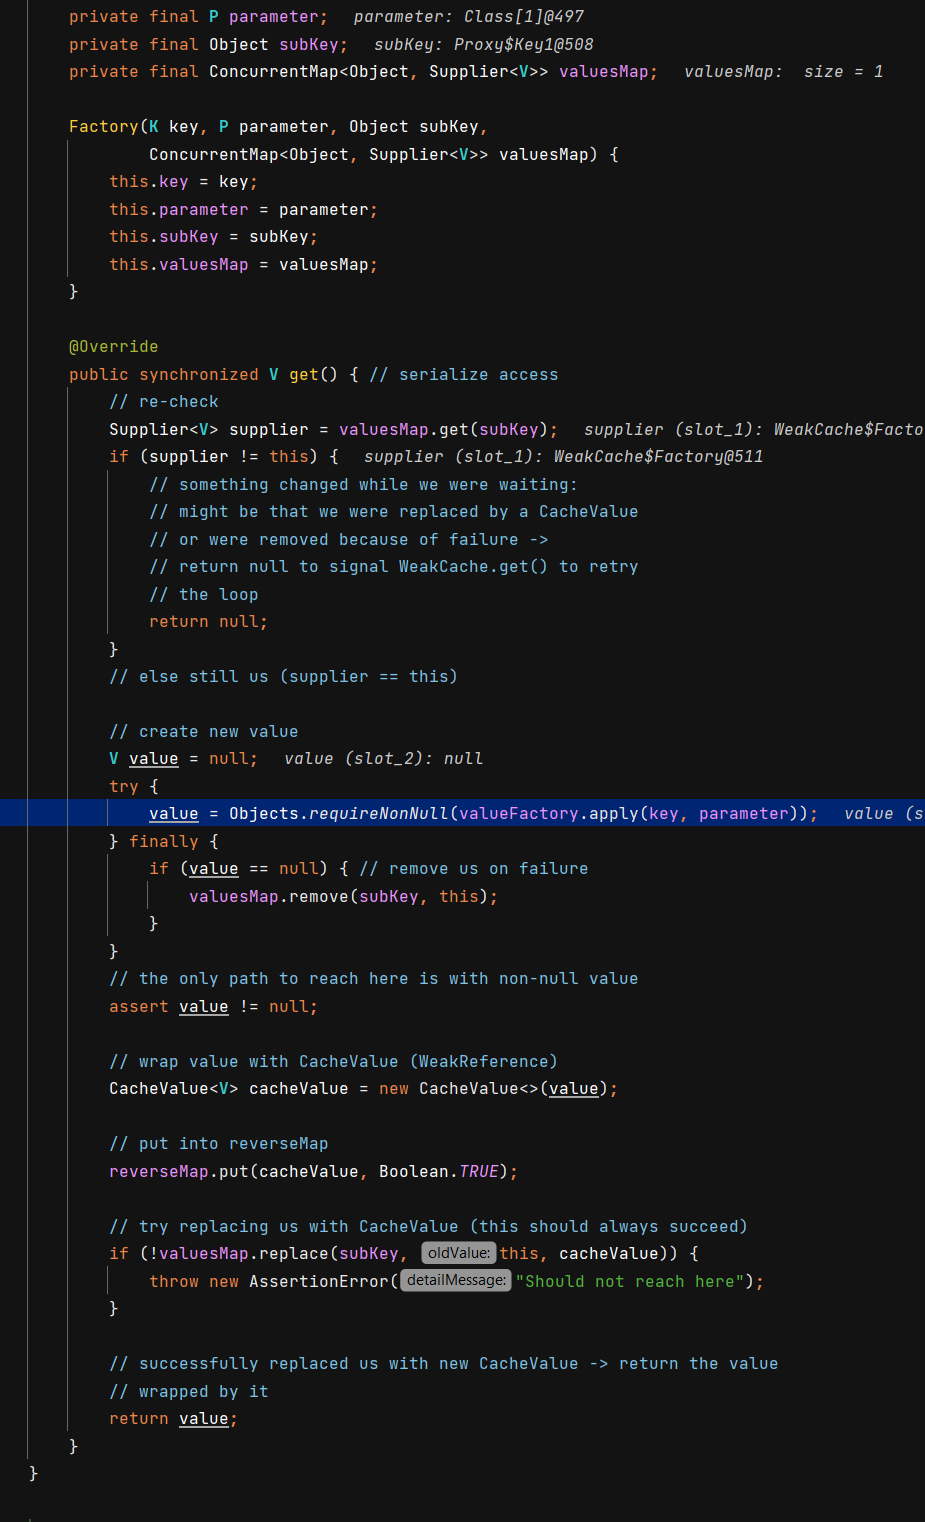 private final P parameter;   parameter: Class[1]@497
private final Object subKey;   subKey: Proxy$Key1@508
private final ConcurrentMap<Object, Supplier<V>> valuesMap;   valuesMap:  size = 1
Factory(K key, P parameter, Object subKey,
ConcurrentMap<Object, Supplier<V>> valuesMap) {
this.key = key;
this.parameter = parameter;
this.subKey = subKey;
this.valuesMap = valuesMap;
}
@Override
public synchronized V get() { // serialize access
// re-check
Supplier<V> supplier = valuesMap.get(subKey);   supplier (slot_1): WeakCache$Facto
if (supplier != this) {   supplier (slot_1): WeakCache$Factory@511
// something changed while we were waiting:
// might be that we were replaced by a CacheValue
// or were removed because of failure ->
// return null to signal WeakCache.get() to retry
// the loop
return null;
}
// else still us (supplier == this)
// create new value
V value = null;   value (slot_2): null
try {
value = Objects.requireNonNull(valueFactory.apply(key, parameter));   value (s
} finally {
if (value == null) { // remove us on failure
valuesMap.remove(subKey, this);
}
}
// the only path to reach here is with non-null value
assert value != null;
// wrap value with CacheValue (WeakReference)
CacheValue<V> cacheValue = new CacheValue<>(value);
// put into reverseMap
reverseMap.put(cacheValue, Boolean.TRUE);
// try replacing us with CacheValue (this should always succeed)
if (!valuesMap.replace(subKey, oldValue: this, cacheValue)) {
throw new AssertionError( detailMessage: "Should not reach here");
}
// successfully replaced us with new CacheValue -> return the value
// wrapped by it
return value;
}
}